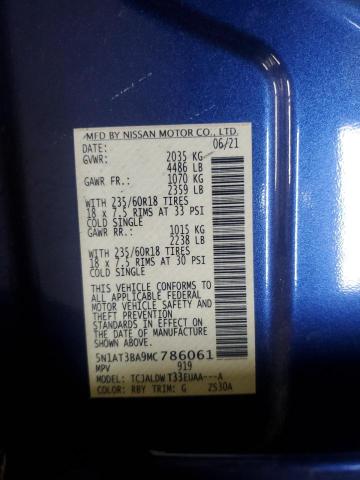 MFD BY NISSAN MOTOR CO., LTD.
DATE: 06/21
GVWR: 2035 KG
4486 LB
GAWR FR.: 1070 KG
2359 LB
WITH 235/60R18 TIRES
18 x 7.5 RIMS AT 33 PSI
COLD SINGLE
GAWR RR.: 1015 KG
2238 LB
WITH 235/60R18 TIRES
18 x 7.5 RIMS AT 30 PSI
COLD SINGLE
THIS VEHICLE CONFORMS TO
ALL APPLICABLE FEDERAL
MOTOR VEHICLE SAFETY
AND THEFT PREVENTION
STANDARDS IN EFFECT
ON THE DATE OF
MANUFACTURE SHOWN ABOVE.
5N1AT3BA9MC786061
MPV 919
MODEL: TCJALDWT33EUAA---A
COLOR: RBY TRIM: G ZS30A